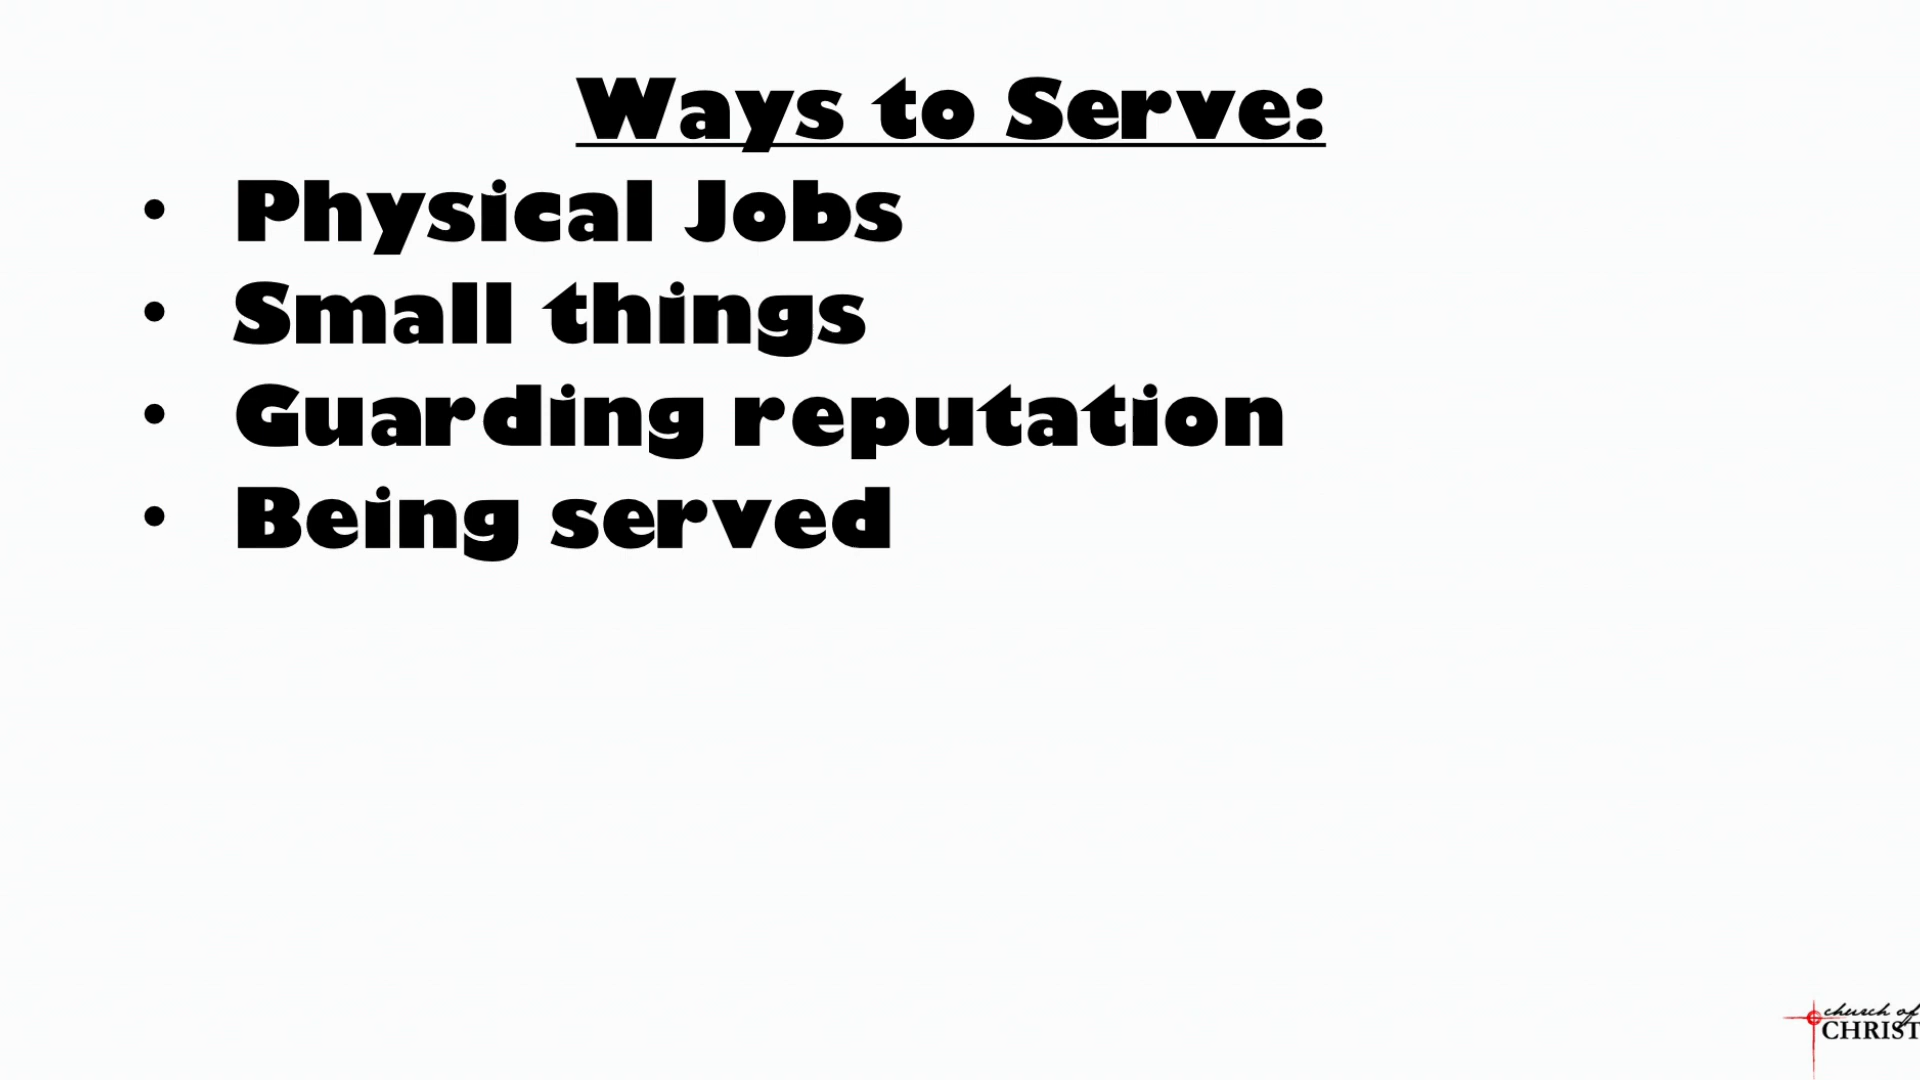 Ways to Serve:
• Physical Jobs
• Small things
• Guarding reputation
• Being served
church of
CHRIST